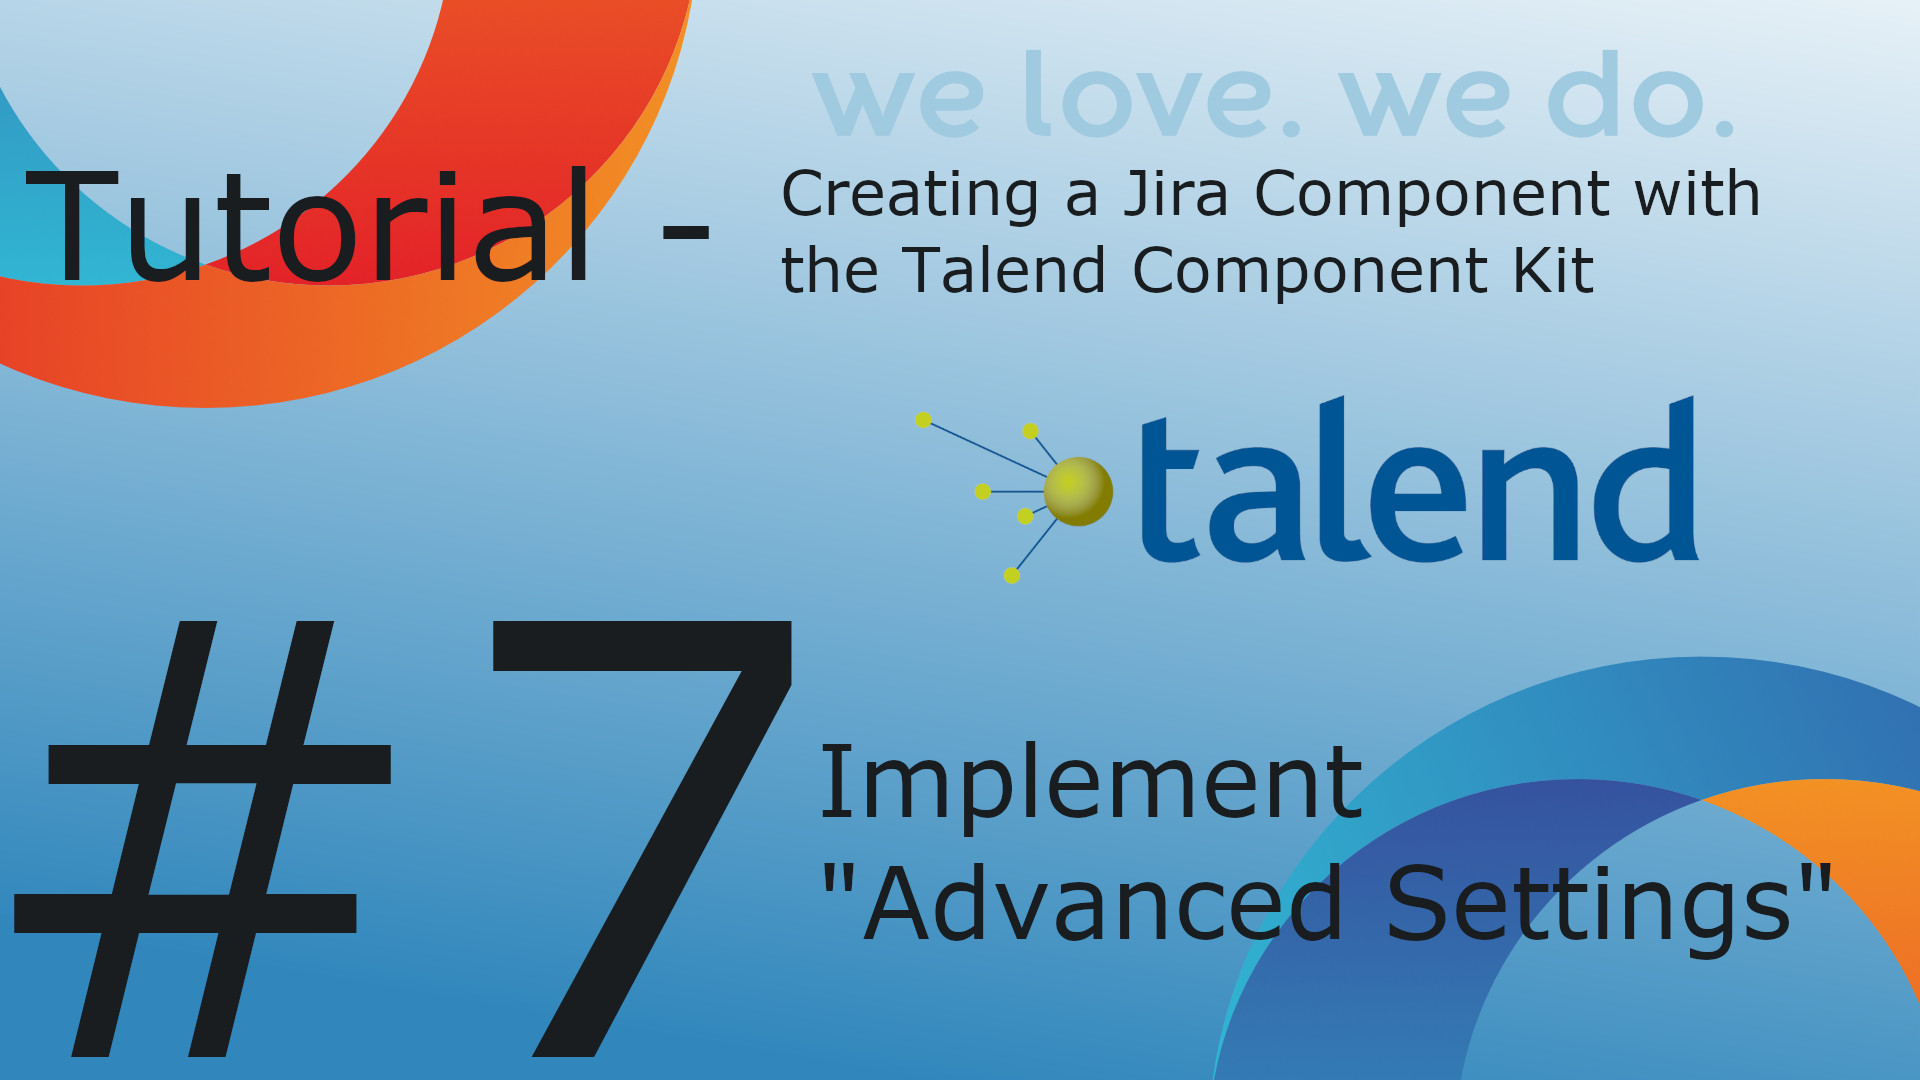 we love. we do.
Tutorial -
Creating a Jira Component with
the Talend Component Kit
talend
# 7
Implement
"Advanced Settings"